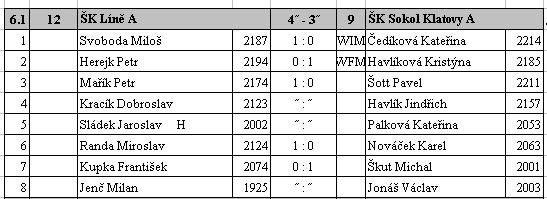 6.1 12 ŠK Líně A 4˝ - 3˝ 9 ŠK Sokol Klatovy A
1 Svoboda Miloš 2187 1 : 0 WIM Čedíková Kateřina 2214
2 Herejk Petr 2194 0 : 1 WFM Havlíková Kristýna 2185
3 Mařík Petr 2174 1 : 0 Šott Pavel 2211
4 Kracík Dobroslav 2123 ˝ : ˝ Havlík Jindřich 2157
5 Sládek Jaroslav H 2002 ˝ : ˝ Palková Kateřina 2053
6 Randa Miroslav 2124 1 : 0 Nováček Karel 2063
7 Kupka František 2074 0 : 1 Škut Michal 2001
8 Jenč Milan 1925 ˝ : ˝ Jonáš Václav 2003